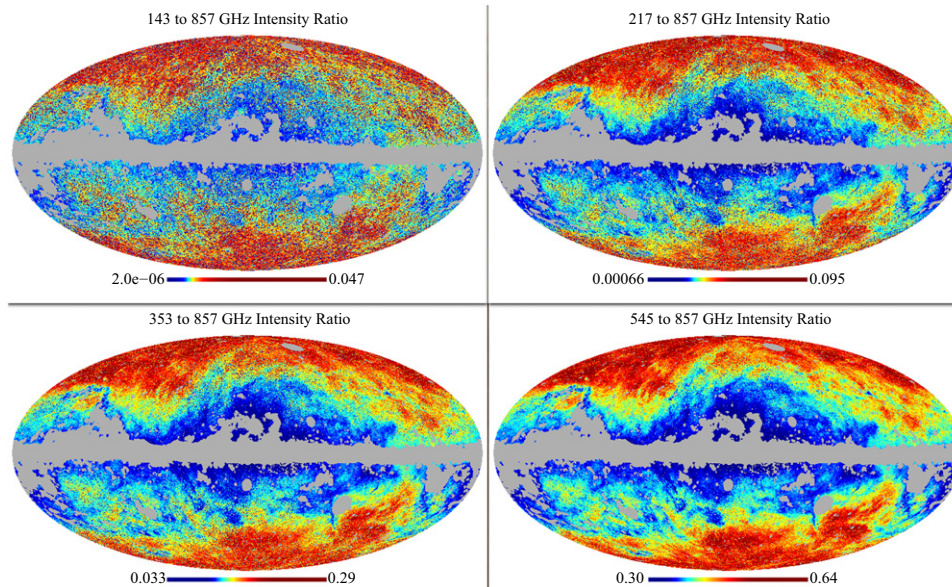 143 to 857 GHz Intensity Ratio
217 to 857 GHz Intensity Ratio
2.0e−06 0.047
0.00066 0.095
353 to 857 GHz Intensity Ratio
545 to 857 GHz Intensity Ratio
0.033 0.29
0.30 0.64